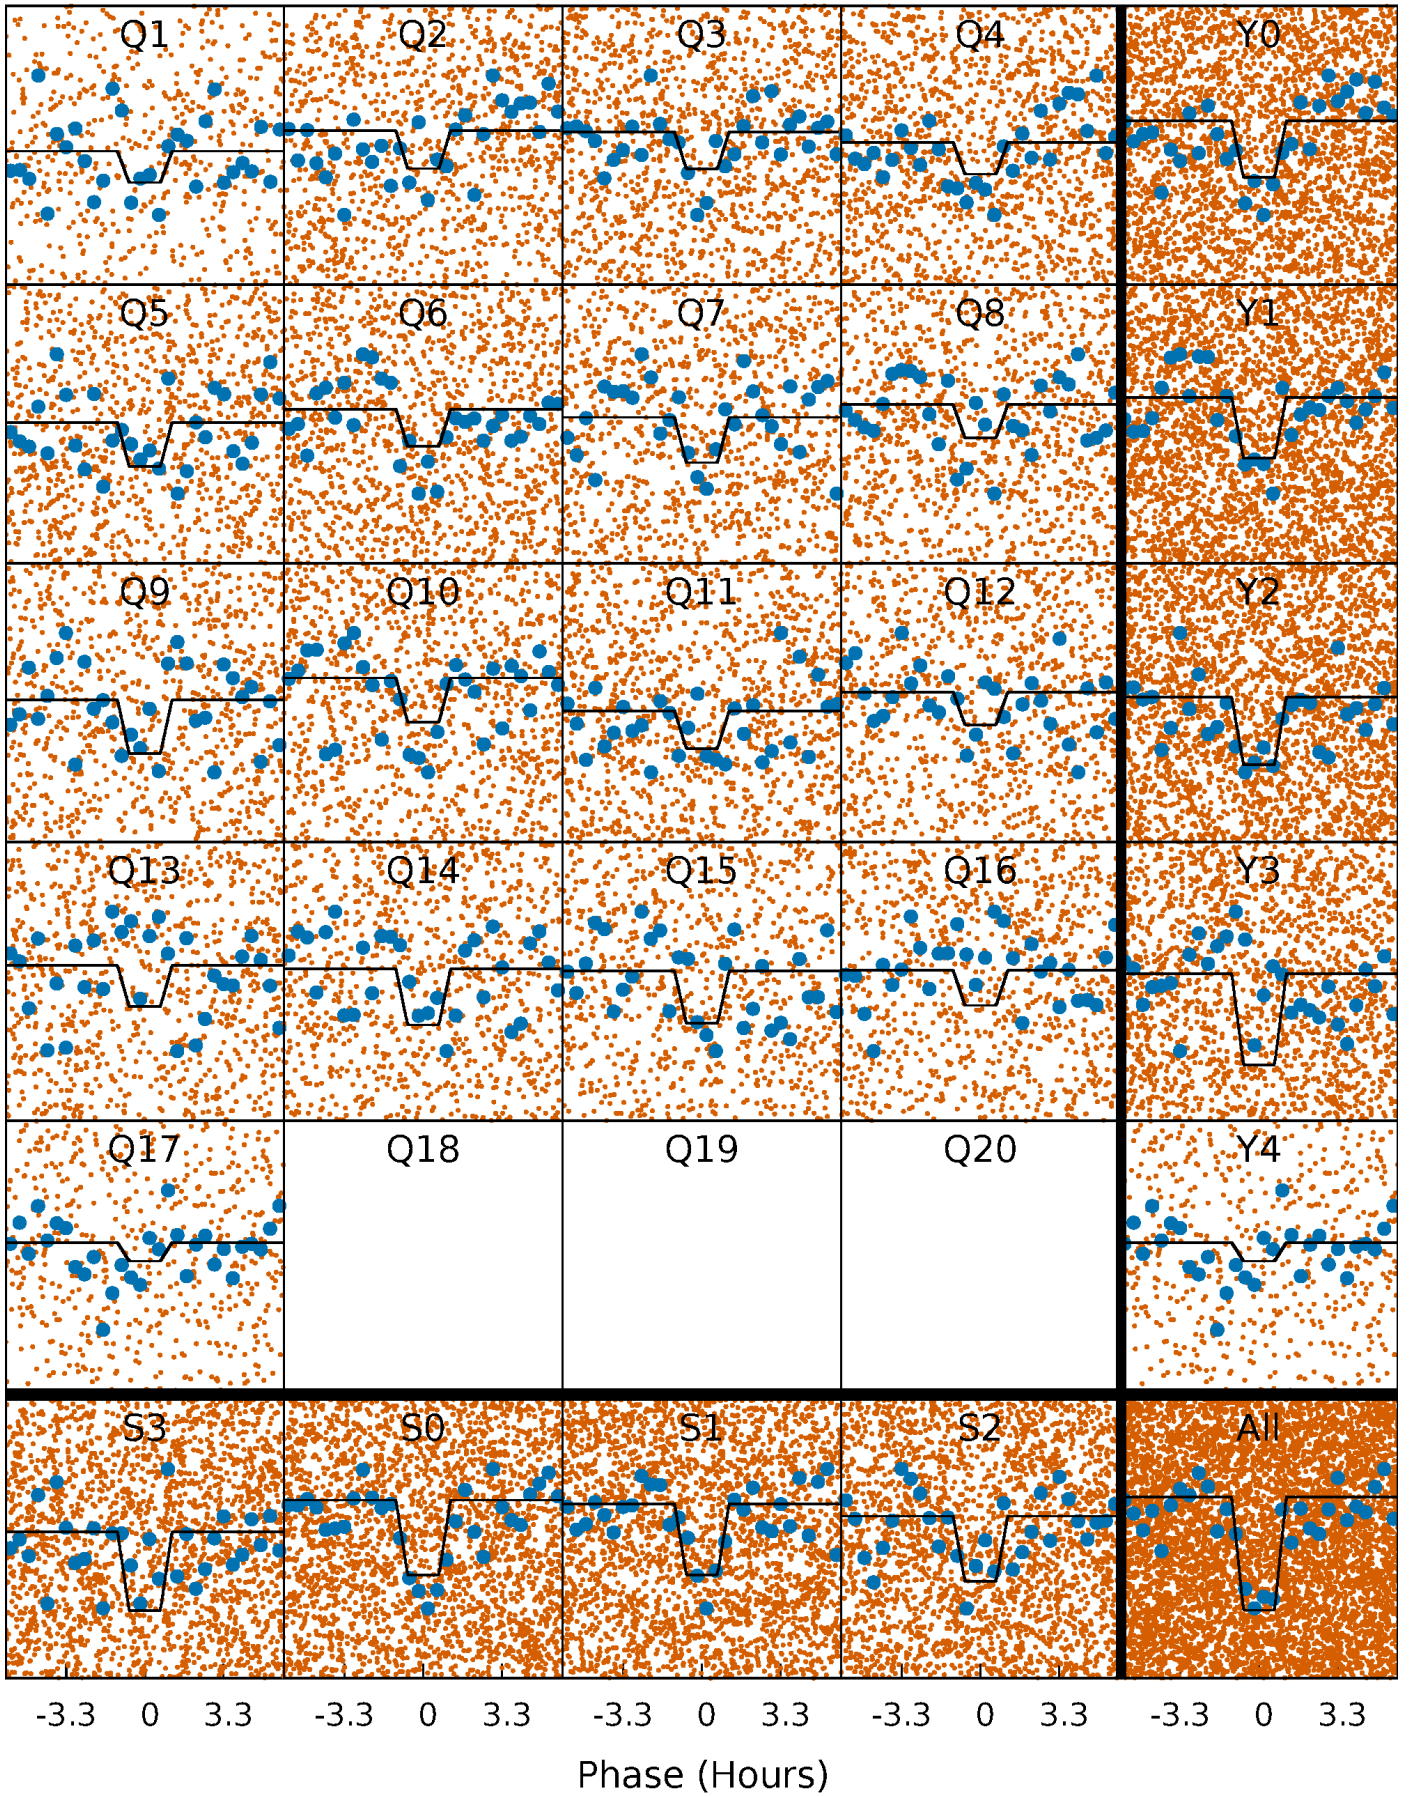 Q1 Q2 Q3 Q4 Y0
Q5 Q6 Q7 Q8 Y1
Q9 Q10 Q11 Q12 Y2
Q13 Q14 Q15 Q16 Y3
Q17 Q18 Q19 Q20 Y4
S3 S0 S1 S2 All
-3.3 0 3.3 -3.3 0 3.3 -3.3 0 3.3 -3.3 0 3.3 -3.3 0 3.3
Phase (Hours)